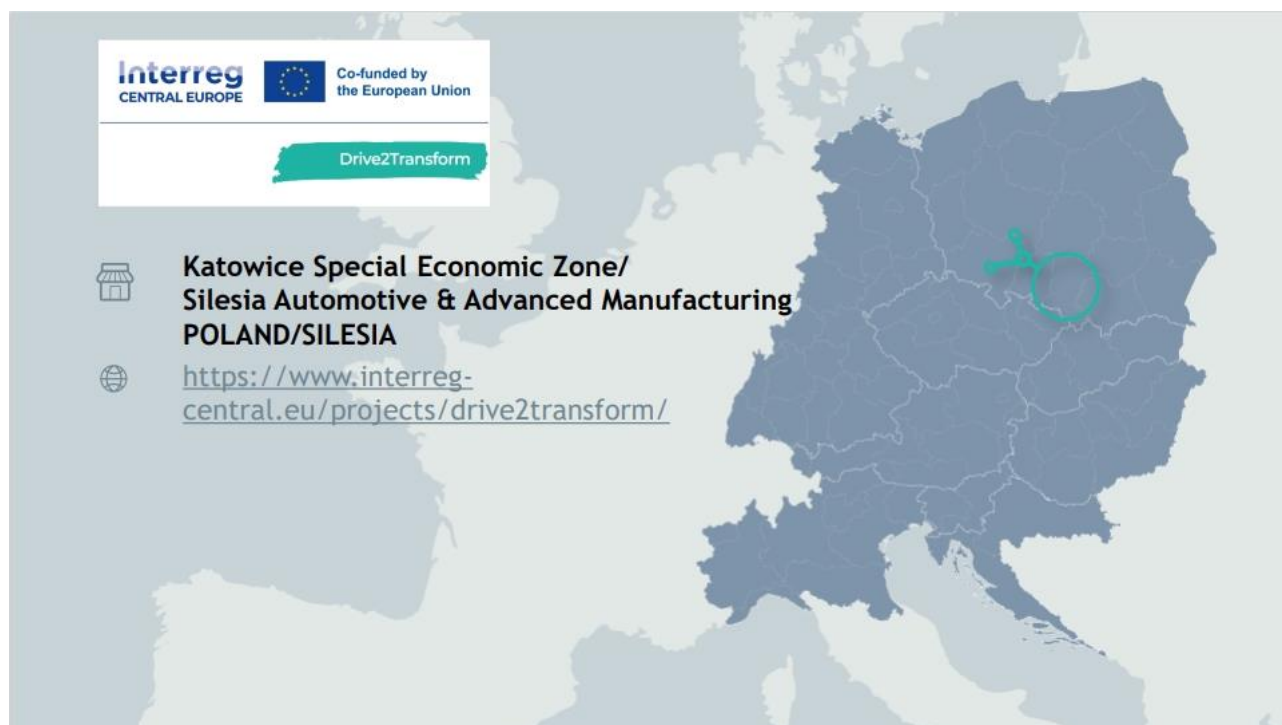 Interreg
CENTRAL EUROPE
Co-funded by
the European Union
Drive2Transform
Katowice Special Economic Zone/
Silesia Automotive & Advanced Manufacturing
POLAND/SILESIA
https://www.interreg-
central.eu/projects/drive2transform/